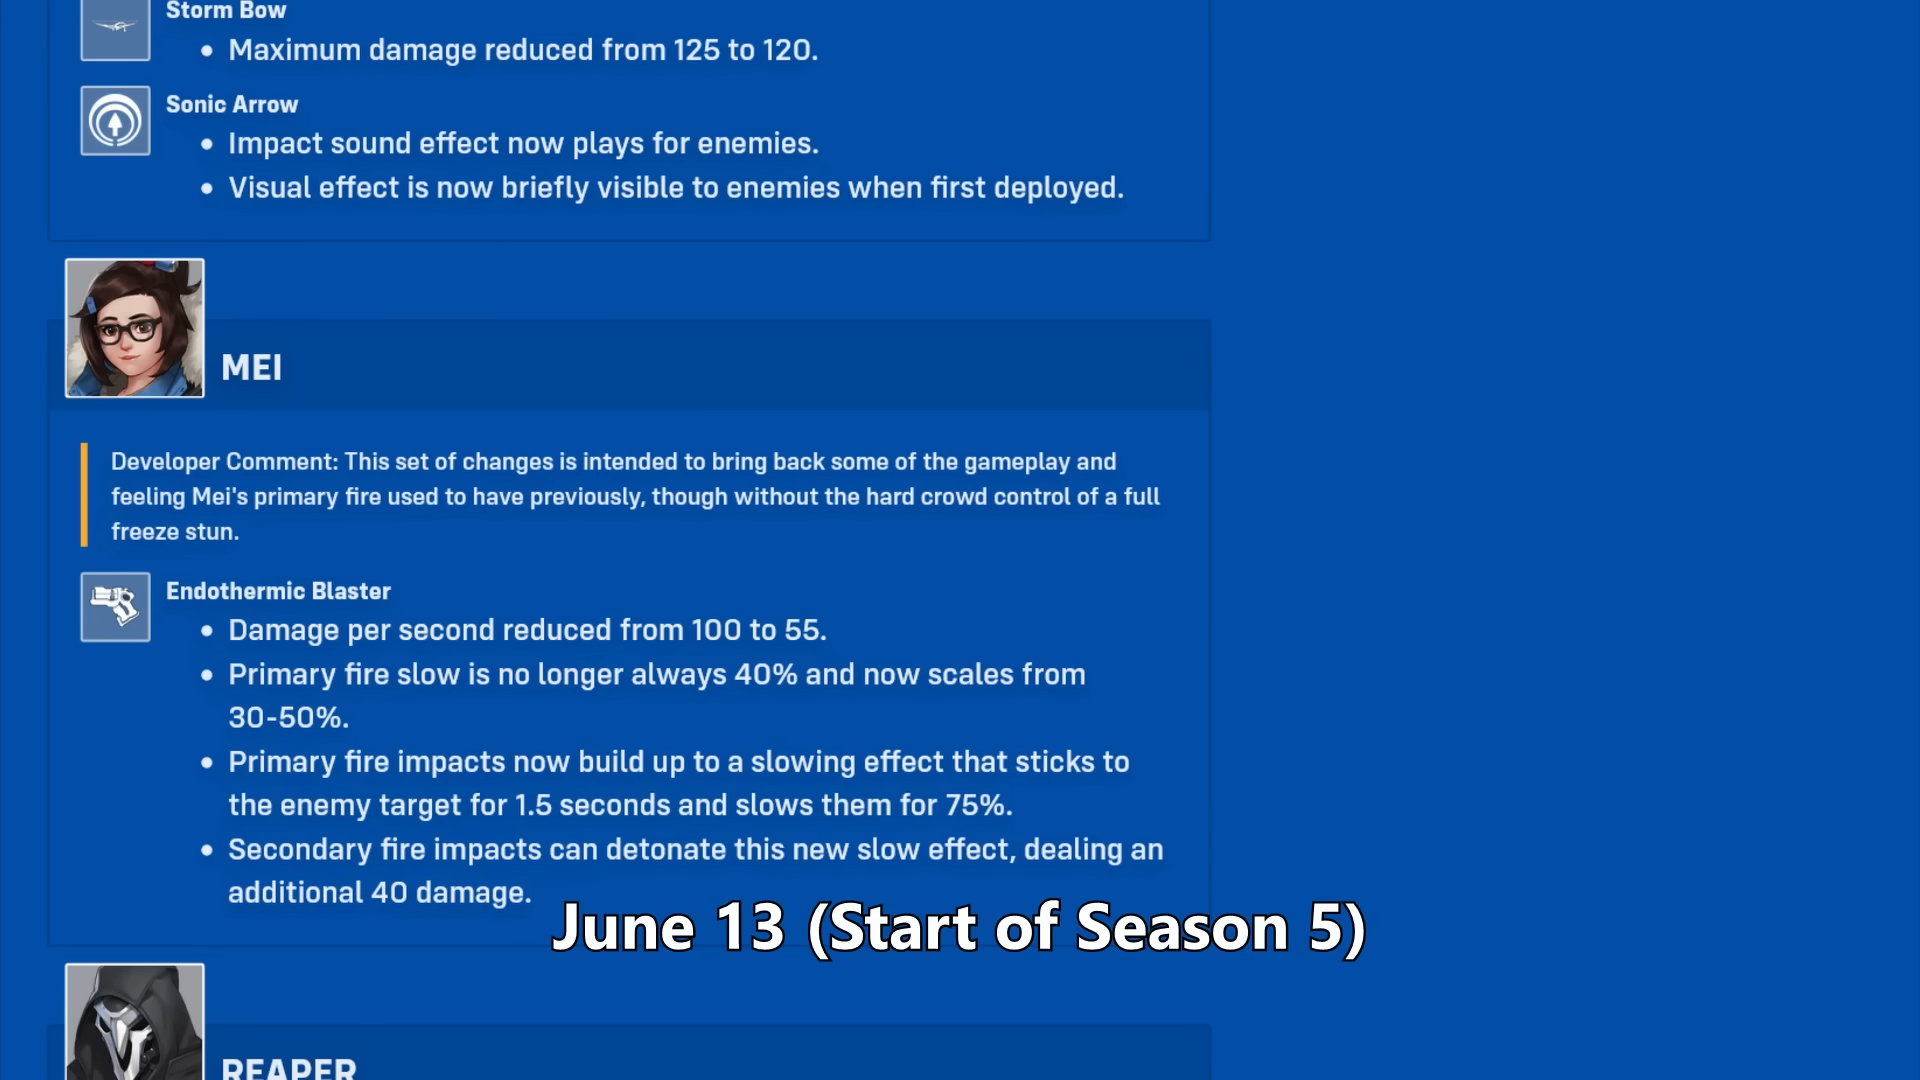 Storm Bow
• Maximum damage reduced from 125 to 120.
Sonic Arrow
• Impact sound effect now plays for enemies.
• Visual effect is now briefly visible to enemies when first deployed.
MEI
Developer Comment: This set of changes is intended to bring back some of the gameplay and
feeling Mei's primary fire used to have previously, though without the hard crowd control of a full
freeze stun.
Endothermic Blaster
• Damage per second reduced from 100 to 55.
• Primary fire slow is no longer always 40% and now scales from
30-50%.
• Primary fire impacts now build up to a slowing effect that sticks to
the enemy target for 1.5 seconds and slows them for 75%.
• Secondary fire impacts can detonate this new slow effect, dealing an
additional 40 damage.
June 13 (Start of Season 5)
REAPER